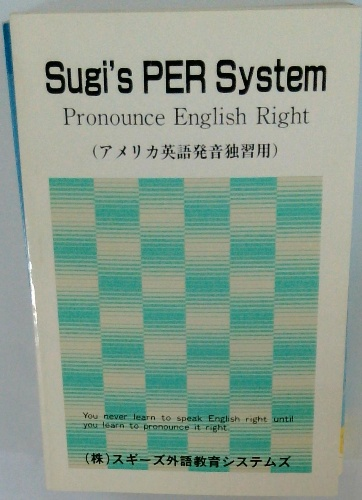 Sugi's PER System
Pronounce English Right
(アメリカ英語発音独習用)
You never learn to speak English right until
you learn to pronounce it right
(株)スギーズ外語教育システムズ